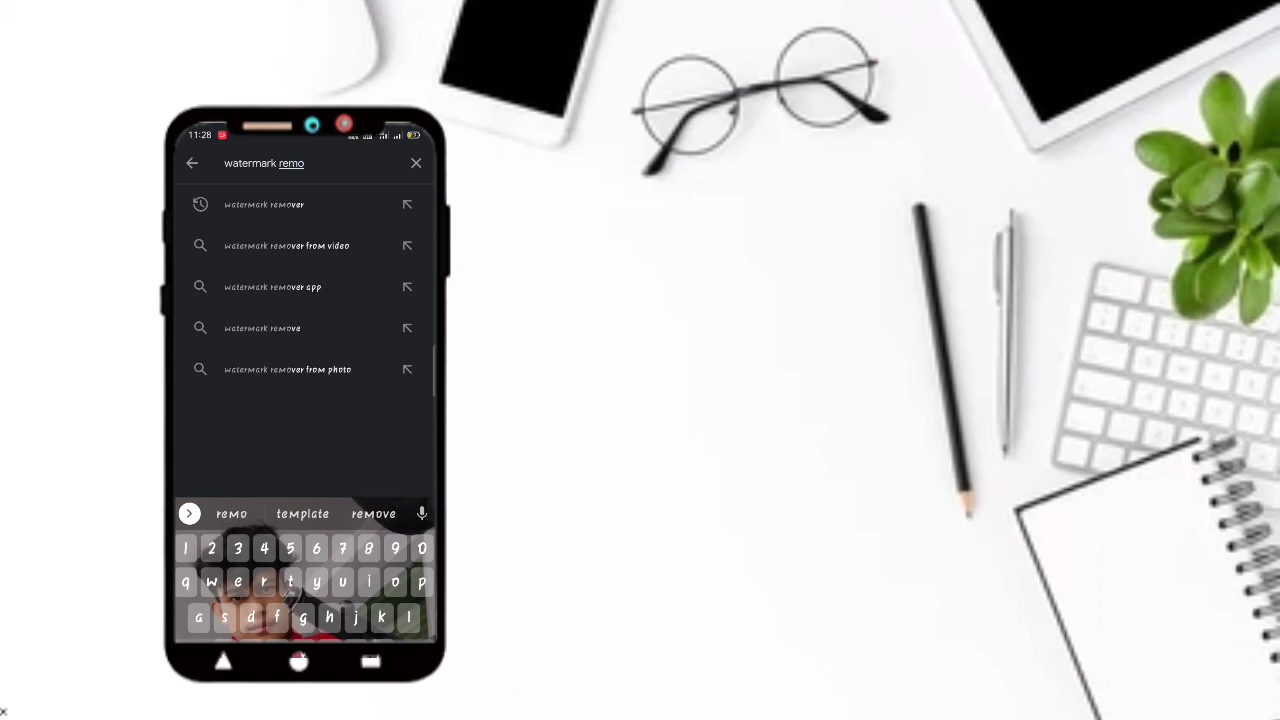 11:28
watermark remo
watermark remover
watermark remover from video
watermark remover app
watermark remove
watermark remover from photo
remo template remove
1 2 3 4 5 6 7 8 9 0
q w e r t y u i o p
a s d f g h j k l